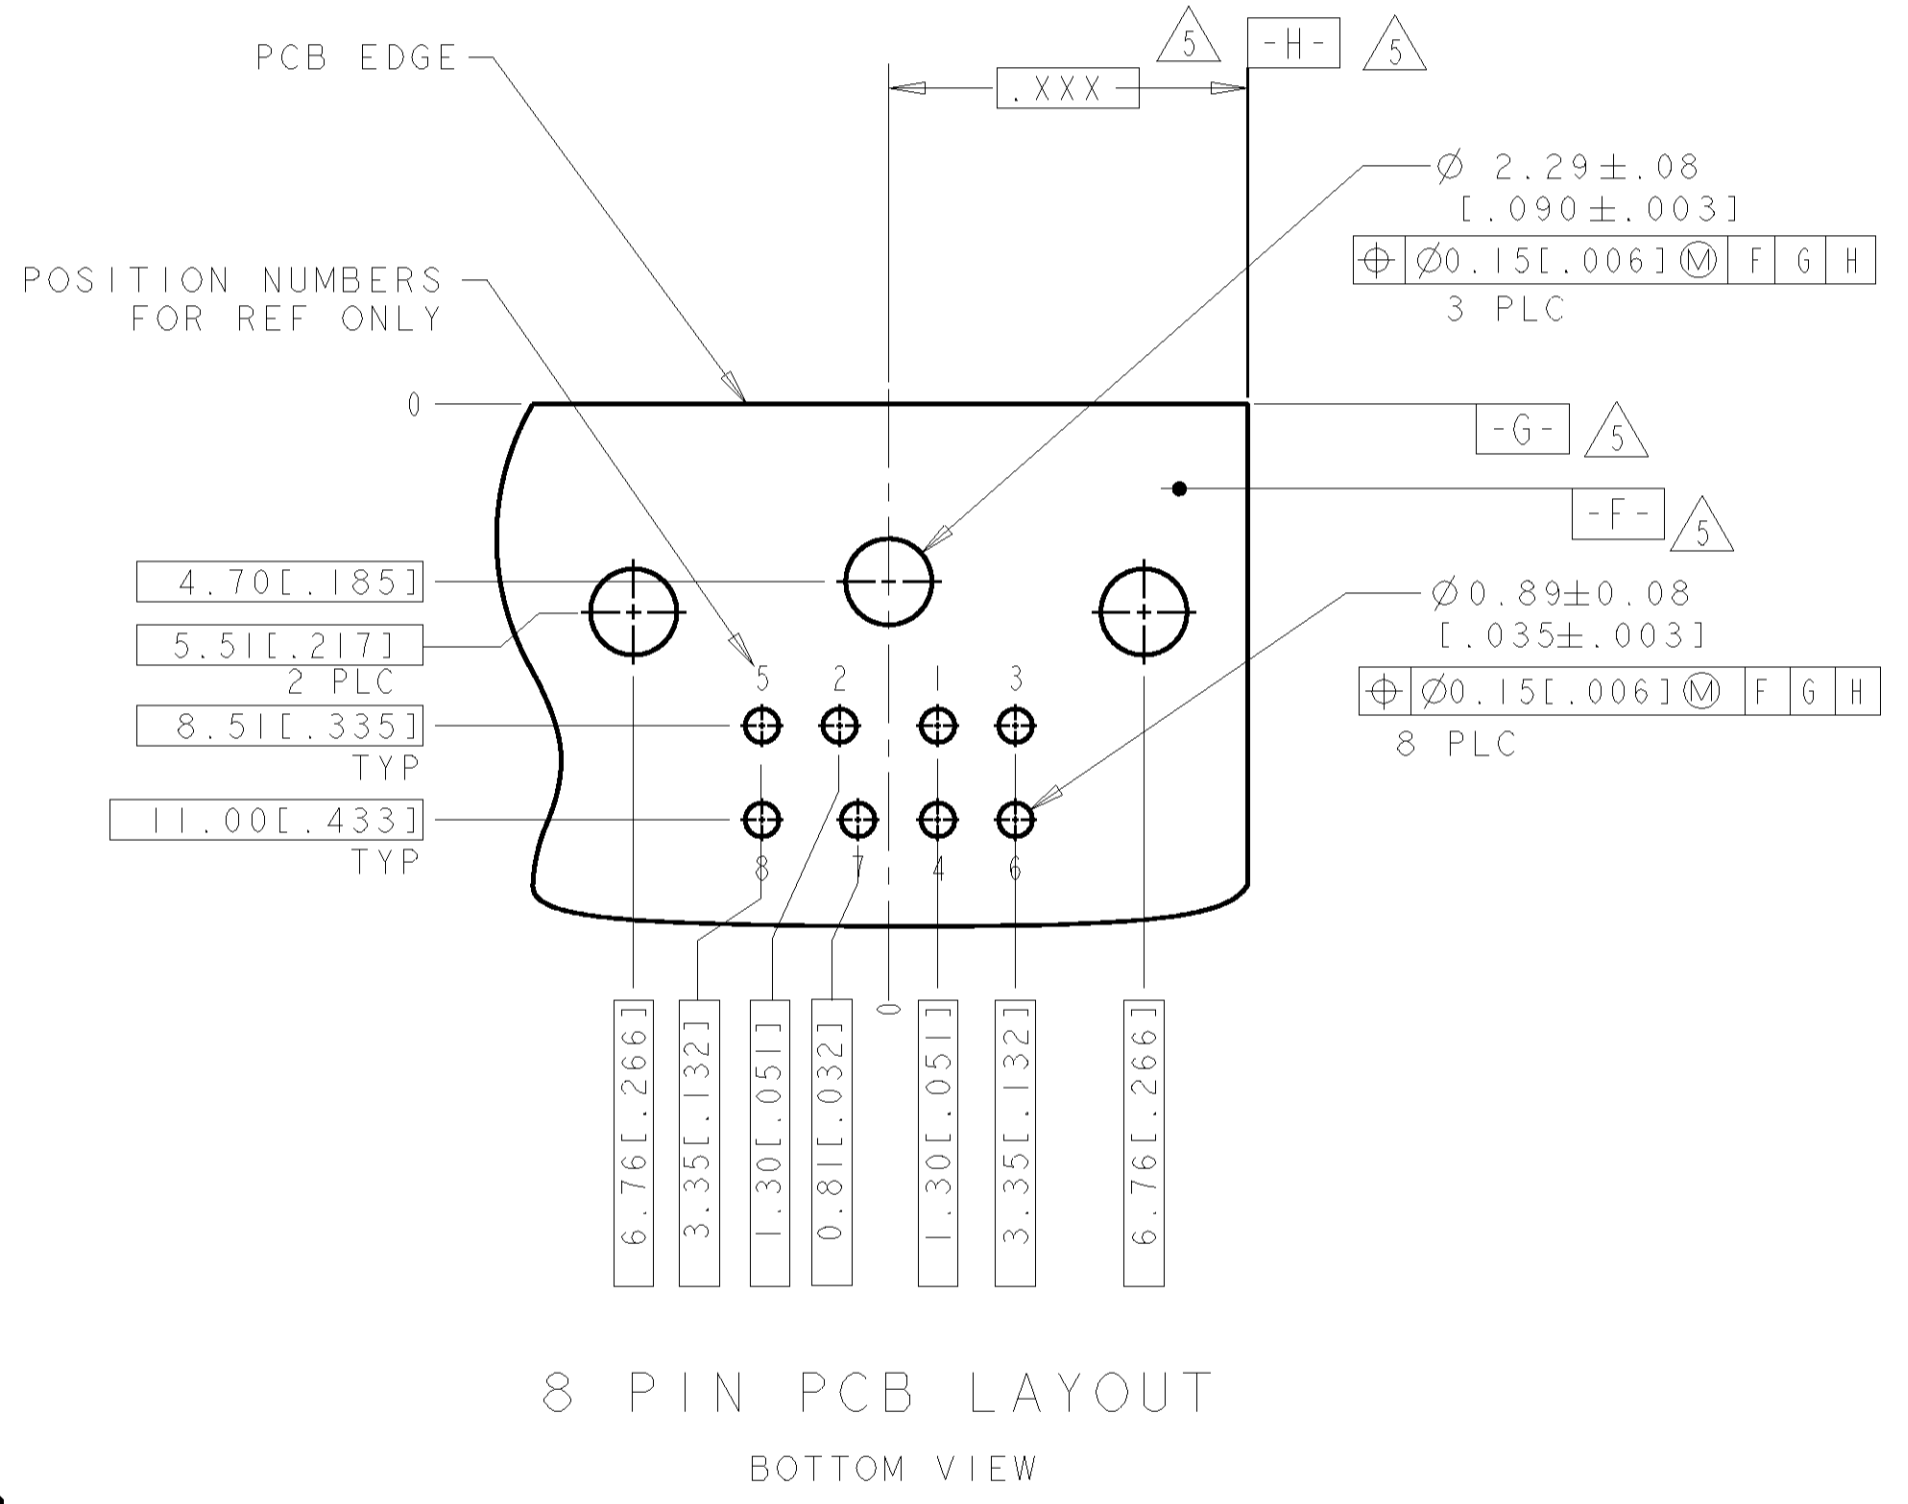 PCB EDGE
5
-H-
5
.XXX
Ø 2.29±.08
[.090±.003]
⌖ Ø0.15[.006]Ⓜ F G H
3 PLC
POSITION NUMBERS
FOR REF ONLY
0
-G-
5
-F-
5
4.70[.185]
5.51[.217]
2 PLC
Ø0.89±0.08
[.035±.003]
⌖ Ø0.15[.006]Ⓜ F G H
8 PLC
5 2 1 3
8.51[.335]
TYP
11.00[.433]
TYP
8 7 4 6
6.76[.266]
3.35[.132]
1.30[.051]
0.81[.032]
0
1.30[.051]
3.35[.132]
6.76[.266]
8 PIN PCB LAYOUT
BOTTOM VIEW